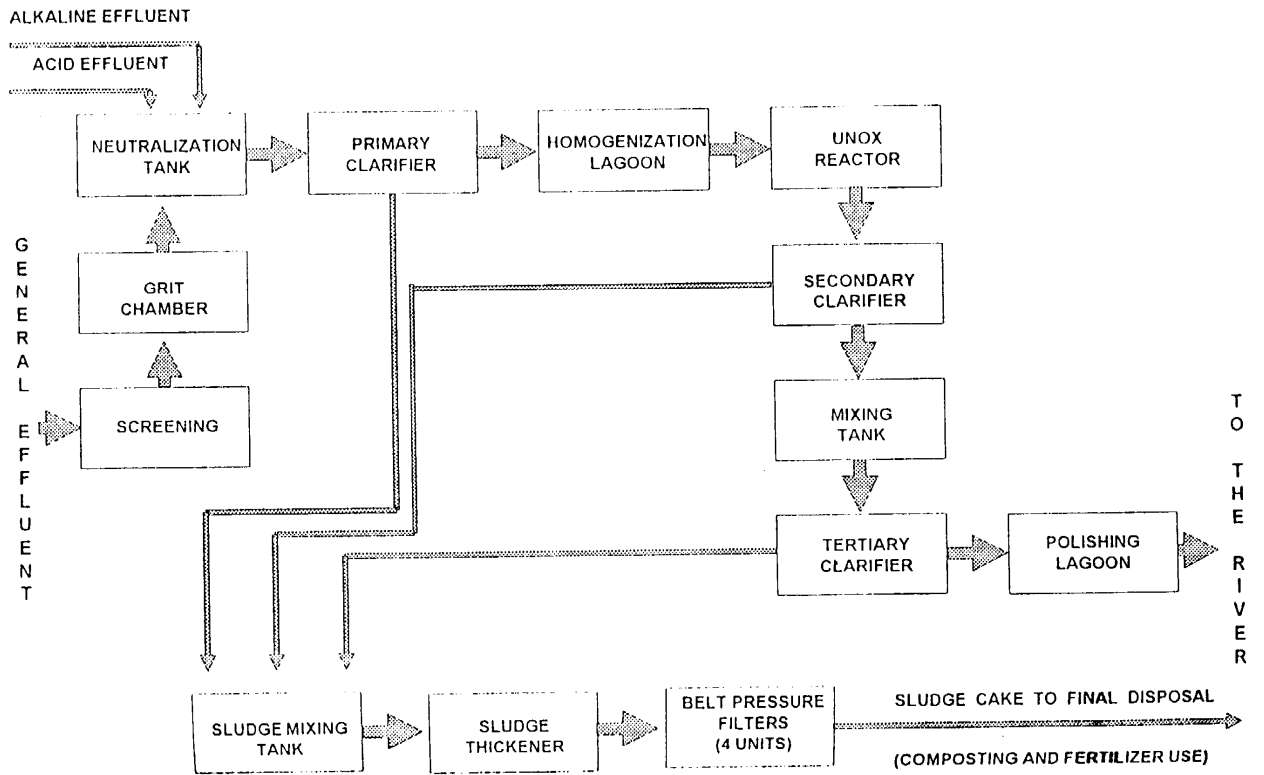 ALKALINE EFFLUENT
ACID EFFLUENT
NEUTRALIZATION
TANK
PRIMARY
CLARIFIER
HOMOGENIZATION
LAGOON
UNOX
REACTOR
GENERAL EFFLUENT
GRIT
CHAMBER
SECONDARY
CLARIFIER
SCREENING
MIXING
TANK
TO THE RIVER
TERTIARY
CLARIFIER
POLISHING
LAGOON
SLUDGE MIXING
TANK
SLUDGE
THICKENER
BELT PRESSURE
FILTERS
(4 UNITS)
SLUDGE CAKE TO FINAL DISPOSAL
(COMPOSTING AND FERTILIZER USE)